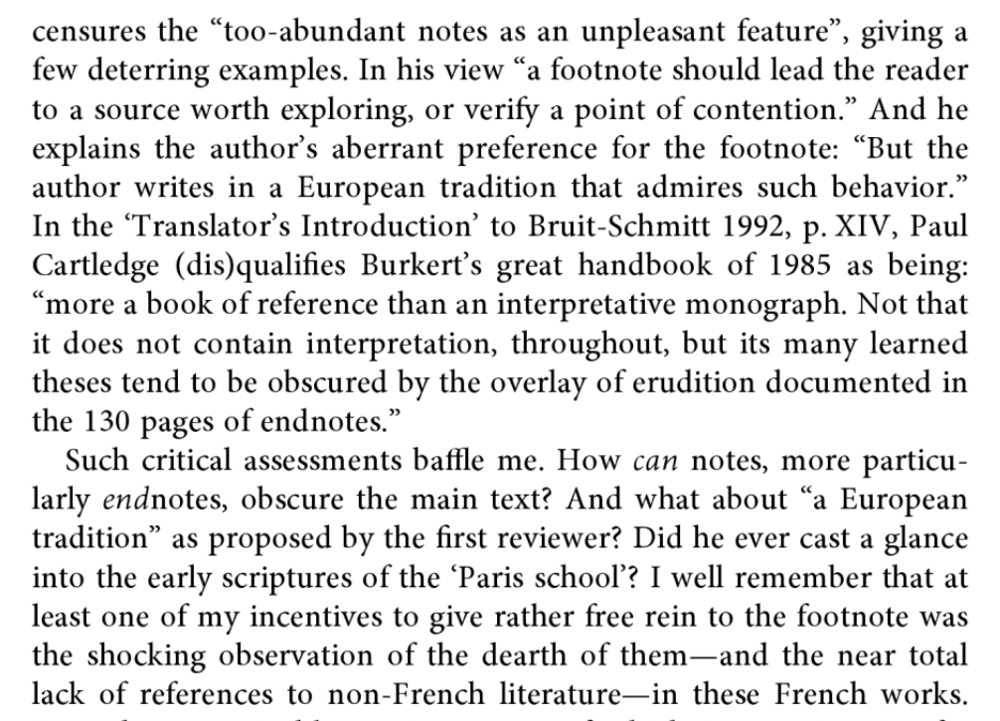 censures the “too-abundant notes as an unpleasant feature”, giving a
few deterring examples. In his view “a footnote should lead the reader
to a source worth exploring, or verify a point of contention.” And he
explains the author’s aberrant preference for the footnote: “But the
author writes in a European tradition that admires such behavior.”
In the ‘Translator’s Introduction’ to Bruit-Schmitt 1992, p. XIV, Paul
Cartledge (dis)qualifies Burkert’s great handbook of 1985 as being:
“more a book of reference than an interpretative monograph. Not that
it does not contain interpretation, throughout, but its many learned
theses tend to be obscured by the overlay of erudition documented in
the 130 pages of endnotes.”
Such critical assessments baffle me. How can notes, more particu-
larly endnotes, obscure the main text? And what about “a European
tradition” as proposed by the first reviewer? Did he ever cast a glance
into the early scriptures of the ‘Paris school’? I well remember that at
least one of my incentives to give rather free rein to the footnote was
the shocking observation of the dearth of them—and the near total
lack of references to non-French literature—in these French works.